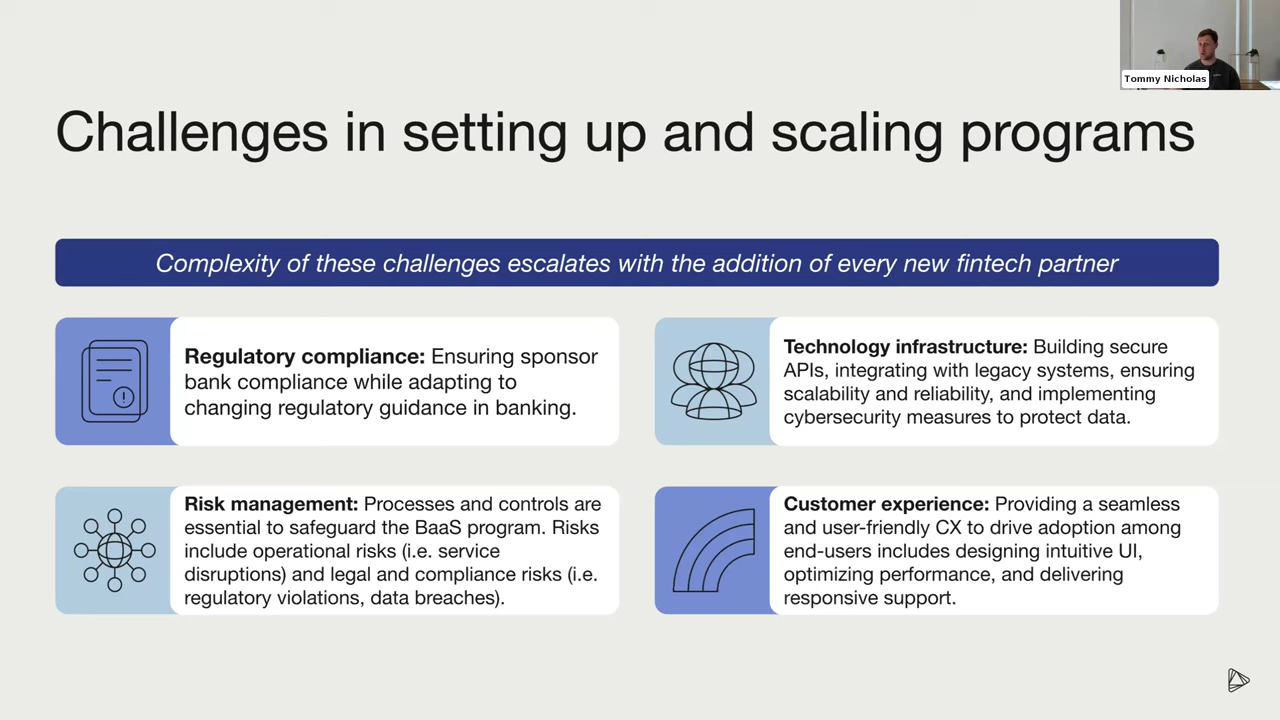 Tommy Nicholas
Challenges in setting up and scaling programs
Complexity of these challenges escalates with the addition of every new fintech partner
Regulatory compliance: Ensuring sponsor
bank compliance while adapting to
changing regulatory guidance in banking.
Technology infrastructure: Building secure
APIs, integrating with legacy systems, ensuring
scalability and reliability, and implementing
cybersecurity measures to protect data.
Risk management: Processes and controls are
essential to safeguard the BaaS program. Risks
include operational risks (i.e. service
disruptions) and legal and compliance risks (i.e.
regulatory violations, data breaches).
Customer experience: Providing a seamless
and user-friendly CX to drive adoption among
end-users includes designing intuitive UI,
optimizing performance, and delivering
responsive support.